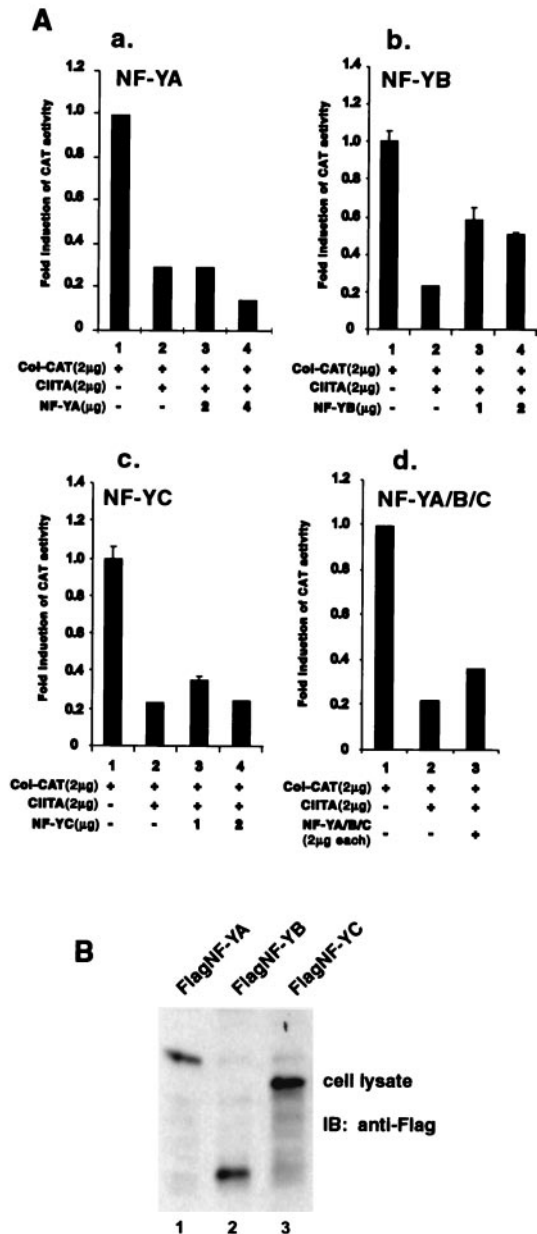 A
a.
NF-YA
Fold Induction of CAT activity
1.2
1.0
0.8
0.6
0.4
0.2
0
1 2 3 4
Col-CAT(2μg) + + + +
CIITA(2μg) - + + +
NF-YA(μg) - - 2 4
b.
NF-YB
Fold Induction of CAT activity
1.4
1.2
1.0
0.8
0.6
0.4
0.2
0
1 2 3 4
Col-CAT(2μg) + + + +
CIITA(2μg) - + + +
NF-YB(μg) - - 1 2
c.
NF-YC
Fold Induction of CAT activity
1.4
1.2
1.0
0.8
0.6
0.4
0.2
0
1 2 3 4
Col-CAT(2μg) + + + +
CIITA(2μg) - + + +
NF-YC(μg) - - 1 2
d.
NF-YA/B/C
Fold Induction of CAT activity
1.2
1.0
0.8
0.6
0.4
0.2
0
1 2 3
Col-CAT(2μg) + + +
CIITA(2μg) - + +
NF-YA/B/C - - +
(2μg each)
B
FlagNF-YA
FlagNF-YB
FlagNF-YC
cell lysate
IB: anti-Flag
1 2 3